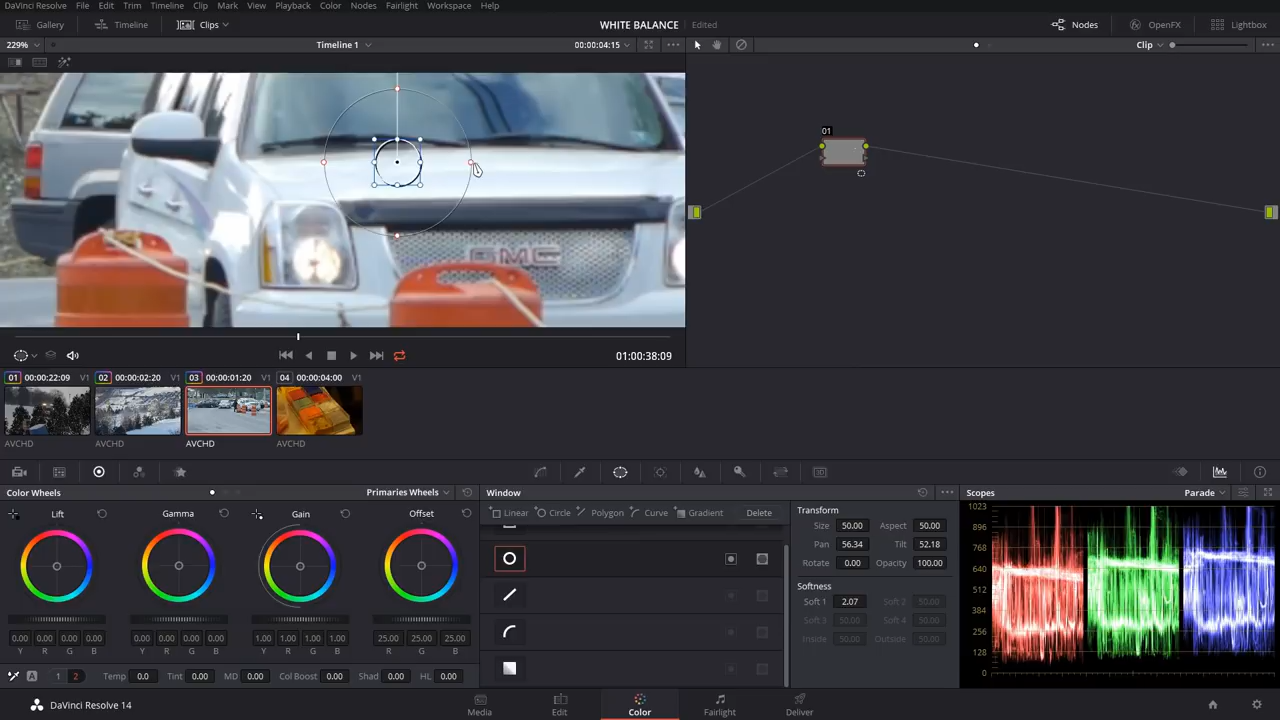 DaVinci Resolve File Edit Trim Timeline Clip Mark View Playback Color Nodes Fairlight Workspace Help
Gallery Timeline Clips WHITE BALANCE Edited Nodes OpenFX Lightbox
229% Timeline 1 00:00:04:15 Clip
GMC
01
01:00:38:09
01 00:00:22:09 V1 02 00:00:02:20 V1 03 00:00:01:20 V1 04 00:00:04:00 V1
AVCHD AVCHD AVCHD AVCHD
Color Wheels Primaries Wheels Window Scopes Parade
Lift Gamma Gain Offset
Linear Circle Polygon Curve Gradient Delete
Transform
Size 50.00 Aspect 50.00
Pan 56.34 Tilt 52.18
Rotate 0.00 Opacity 100.00
Softness
Soft 1 2.07 Soft 2 50.00
Soft 3 50.00 Soft 4 50.00
Inside 50.00 Outside 50.00
1023
896
768
640
512
384
256
128
0
0.00 0.00 0.00 0.00 0.00 0.00 0.00 0.00 1.00 1.00 1.00 1.00 25.00 25.00 25.00
Y R G B Y R G B Y R G B R G B
A 1 2 Temp 0.0 Tint 0.00 MD 0.00 Col Boost 0.00 Shad 0.00 HL 0.00
DaVinci Resolve 14 Media Edit Color Fairlight Deliver